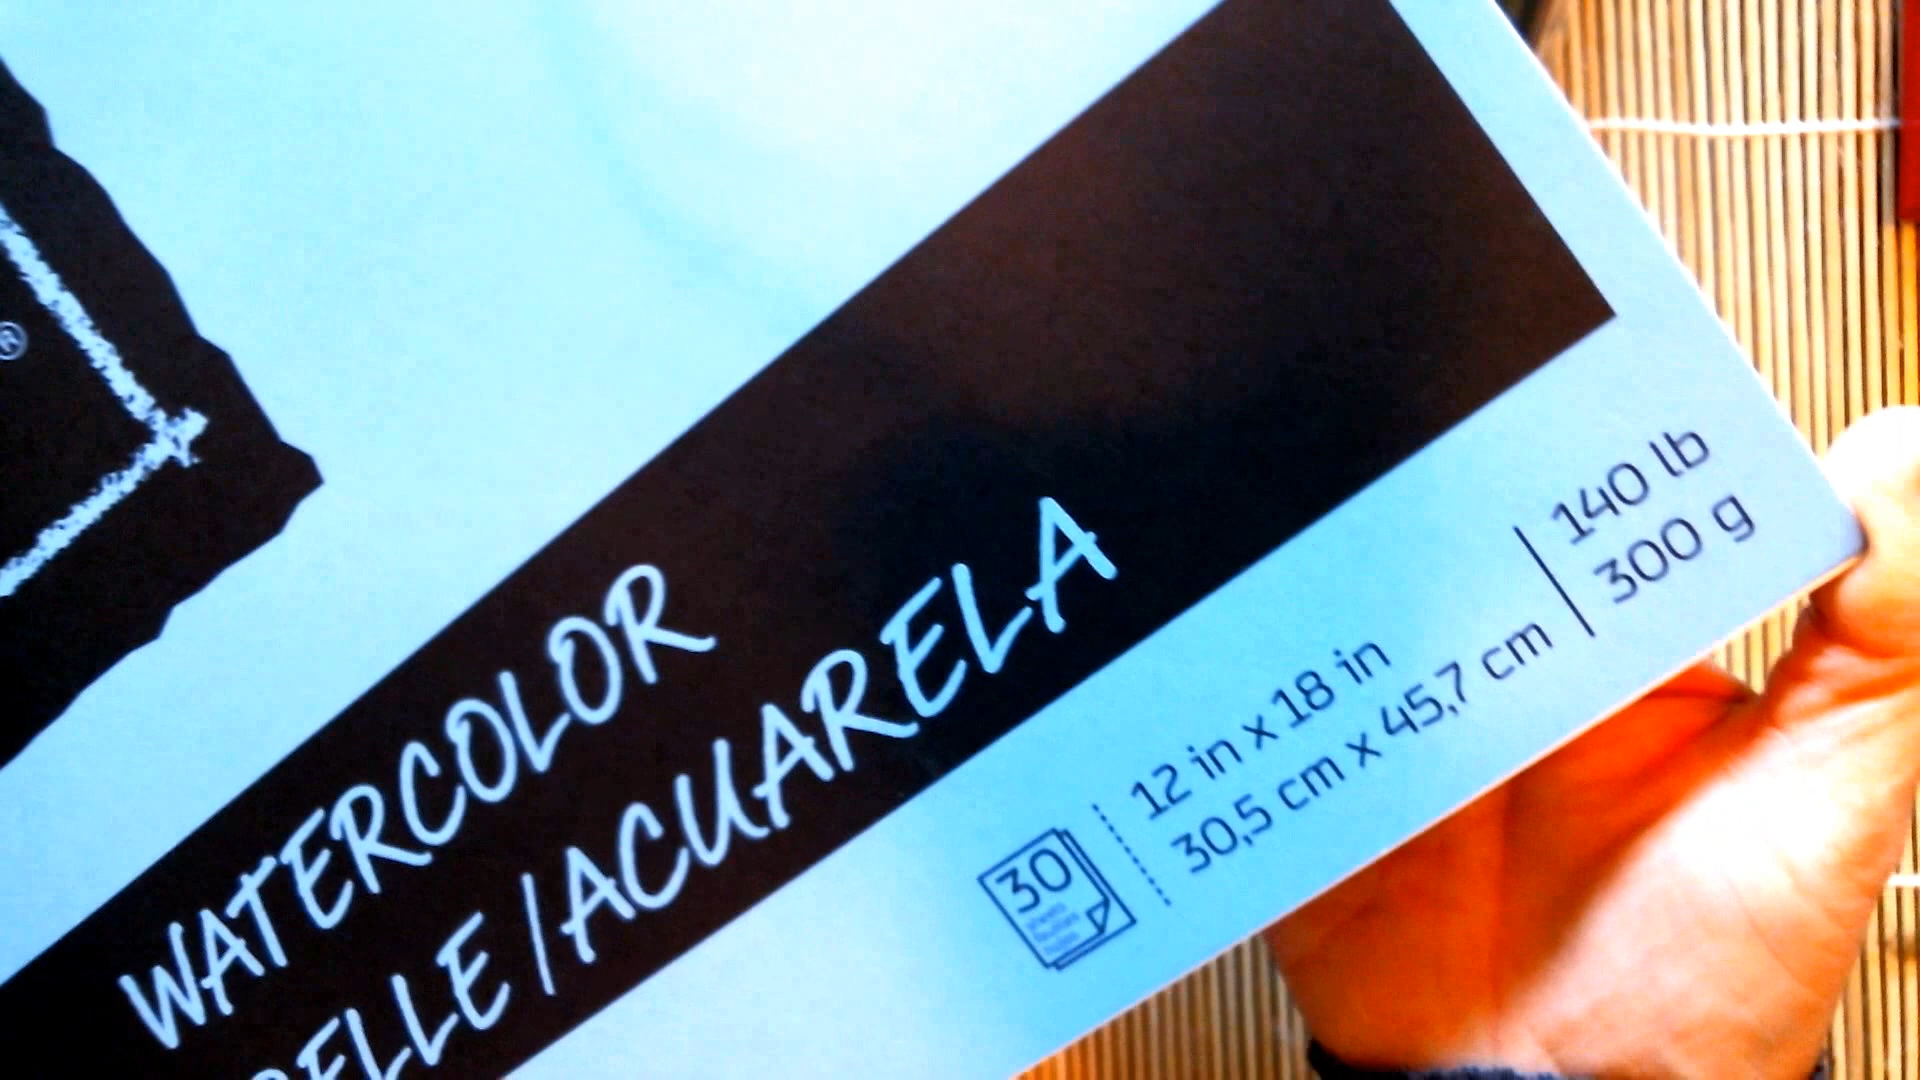 ®
WATERCOLOR
ELLE / ACUARELA
30
12 in x 18 in
30,5 cm x 45,7 cm
140 lb
300 g